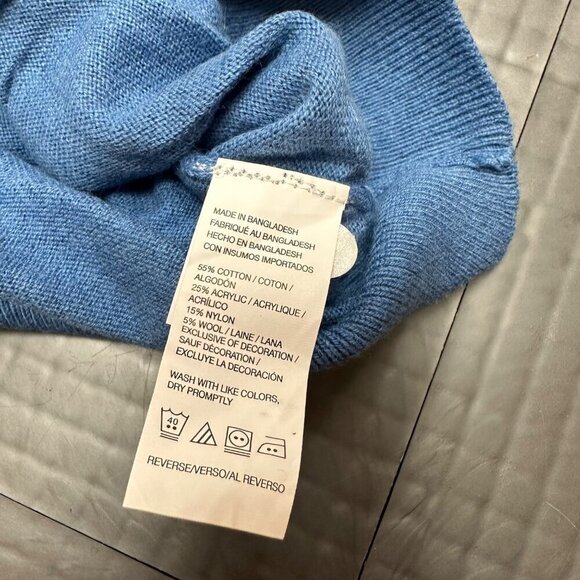 MADE IN BANGLADESH
FABRIQUÉ AU BANGLADESH
HECHO EN BANGLADESH
CON INSUMOS IMPORTADOS
55% COTTON / COTON /
ALGODÓN
25% ACRYLIC / ACRYLIQUE /
ACRÍLICO
15% NYLON
5% WOOL / LAINE / LANA
EXCLUSIVE OF DECORATION /
SAUF DÉCORATION /
EXCLUYE LA DECORACIÓN
WASH WITH LIKE COLORS,
DRY PROMPTLY
40
REVERSE/VERSO/AL REVERSO